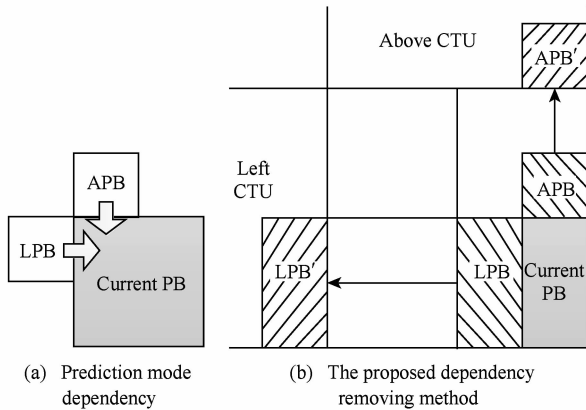 APB
LPB
Current PB
(a) Prediction mode
dependency
Above CTU
APB′
Left
CTU
APB
LPB′
LPB
Current
PB
(b) The proposed dependency
removing method